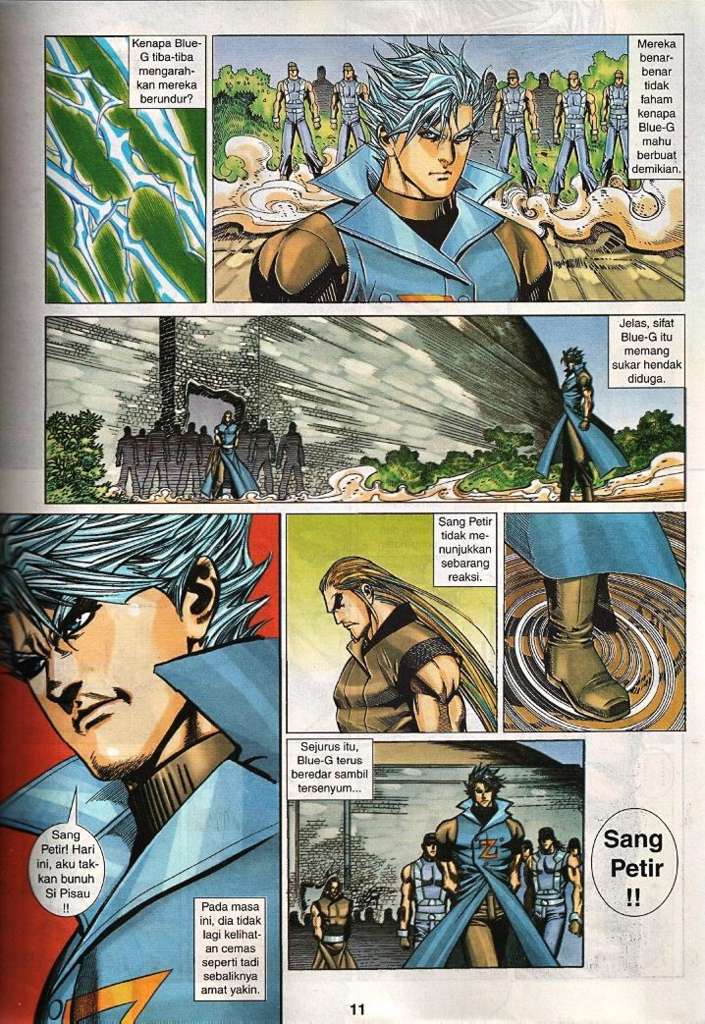 Kenapa Blue-
G tiba-tiba
mengarah-
kan mereka
berundur?
Mereka
benar-
benar
tidak
faham
kenapa
Blue-G
mahu
berbuat
demikian.
Jelas, sifat
Blue-G itu
memang
sukar hendak
diduga.
Sang
Petir! Hari
ini, aku tak-
kan bunuh
Si Pisau
!!
Pada masa
ini, dia tidak
lagi kelihat-
an cemas
seperti tadi
sebaliknya
amat yakin.
Sang Petir
tidak me-
nunjukkan
sebarang
reaksi.
Sejurus itu,
Blue-G terus
beredar sambil
tersenyum...
Z
Sang
Petir
!!
11